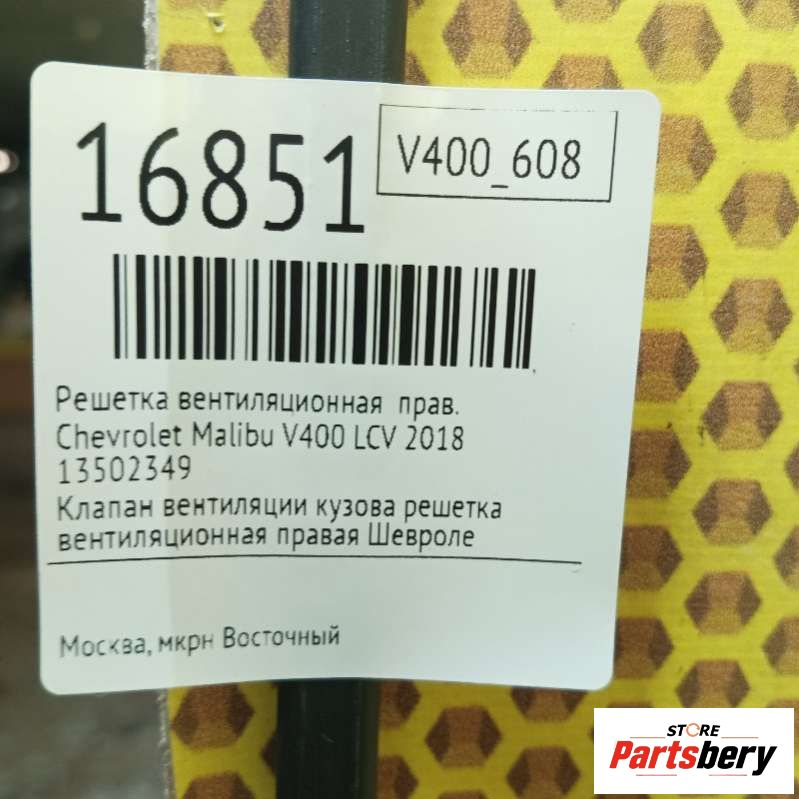 16851
V400_608
Решетка вентиляционная прав.
Chevrolet Malibu V400 LCV 2018
13502349
Клапан вентиляции кузова решетка
вентиляционная правая Шевроле
Москва, мкрн Восточный
STORE
Partsbery